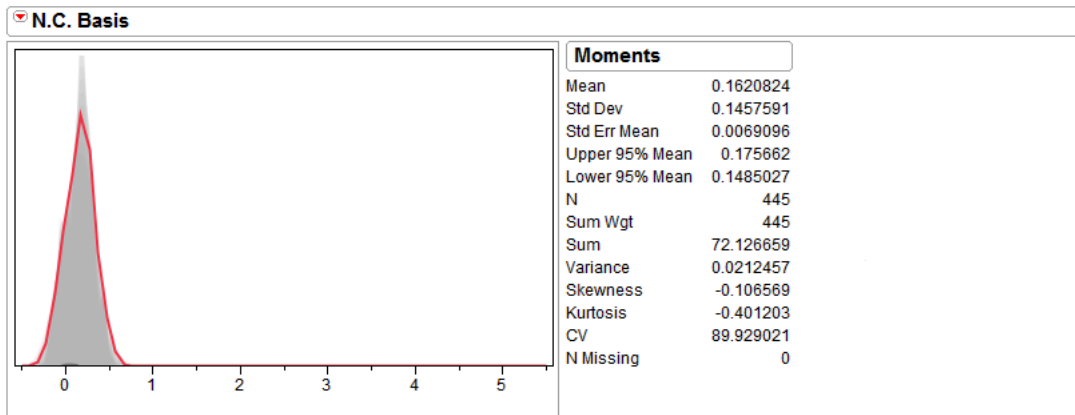 N.C. Basis
0 1 2 3 4 5
Moments
Mean 0.1620824
Std Dev 0.1457591
Std Err Mean 0.0069096
Upper 95% Mean 0.175662
Lower 95% Mean 0.1485027
N 445
Sum Wgt 445
Sum 72.126659
Variance 0.0212457
Skewness -0.106569
Kurtosis -0.401203
CV 89.929021
N Missing 0